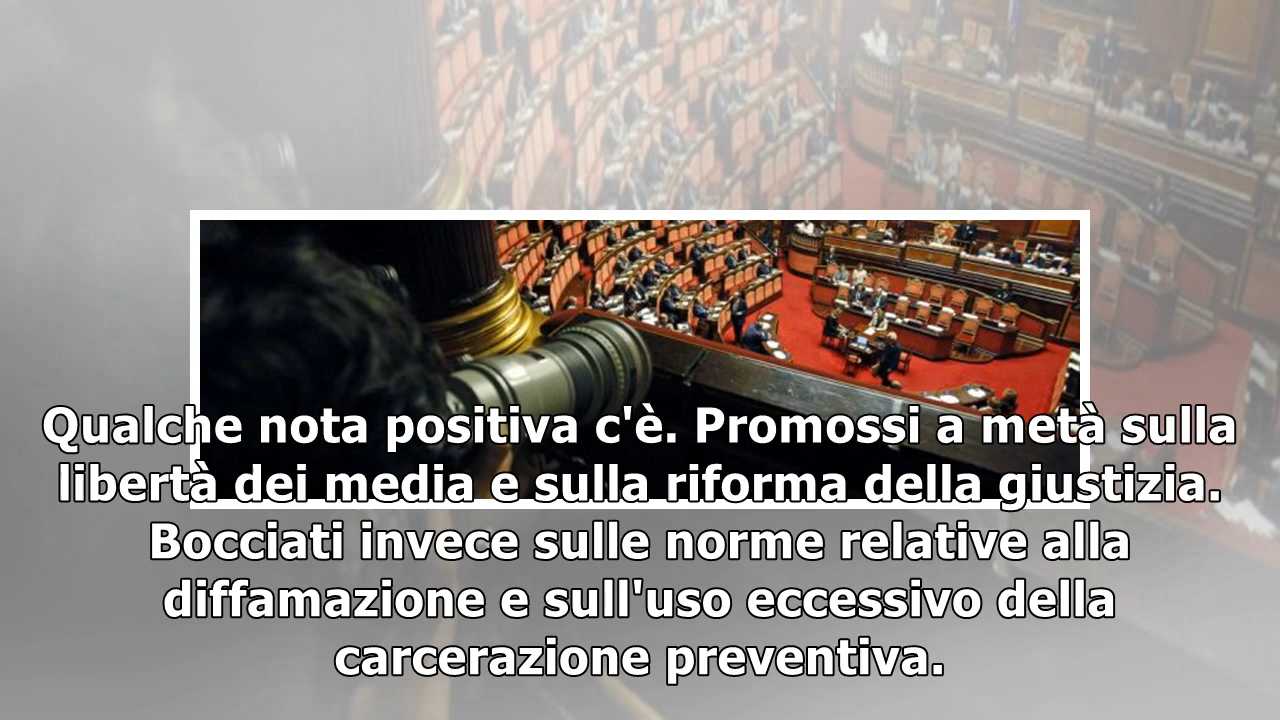 Qualche nota positiva c'è. Promossi a metà sulla
libertà dei media e sulla riforma della giustizia.
Bocciati invece sulle norme relative alla
diffamazione e sull'uso eccessivo della
carcerazione preventiva.